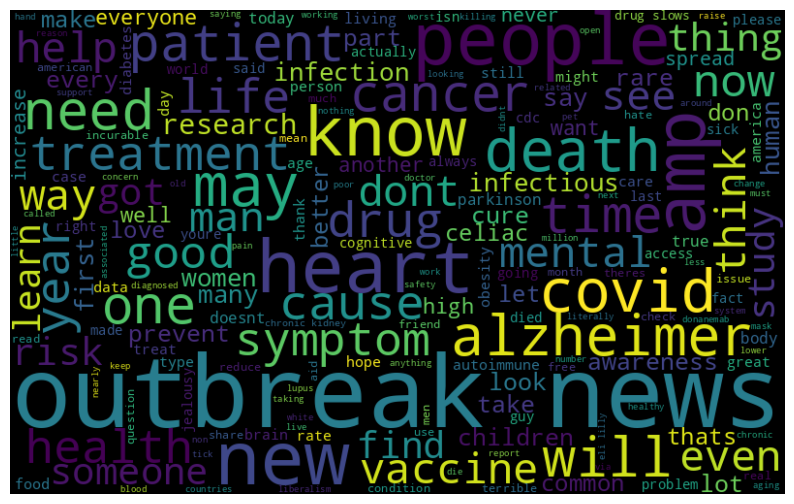 hand make everyone today living isn never drug slows please
saying working worst killing raise
reason patient people open thing
help american diabetes infection part actually looking might rare spread
every world said person still related around now
support life cancer say see
need research much cdc want don
incurable day nothing pet hate america human
increase treatment mean know death sick
case age another always didnt care change
way got may dont infectious last must
well better parkinson doctor next time amp think
old called right love man thank cure poor true
concern youre drug celiac million access less
learn year first good cognitive mental study
little data women pain work going month theres issue
associated diagnosed heart obesity
one many cause high let covid fact
doesnt safety died literally check donanemab mask body
read made prevent chronic kidney friend symptom alzheimer system
risk treat hope anything number free lower
type reduce autoimmune awareness great
nearly keep lupus aid look
outbreak news
jealousy taking men take guy healthy
question share brain white live rate use children eli lilly thats chronic
health tick non die report find will even
someone new vaccine common real problem lot aging
food blood countries liberalism condition terrible